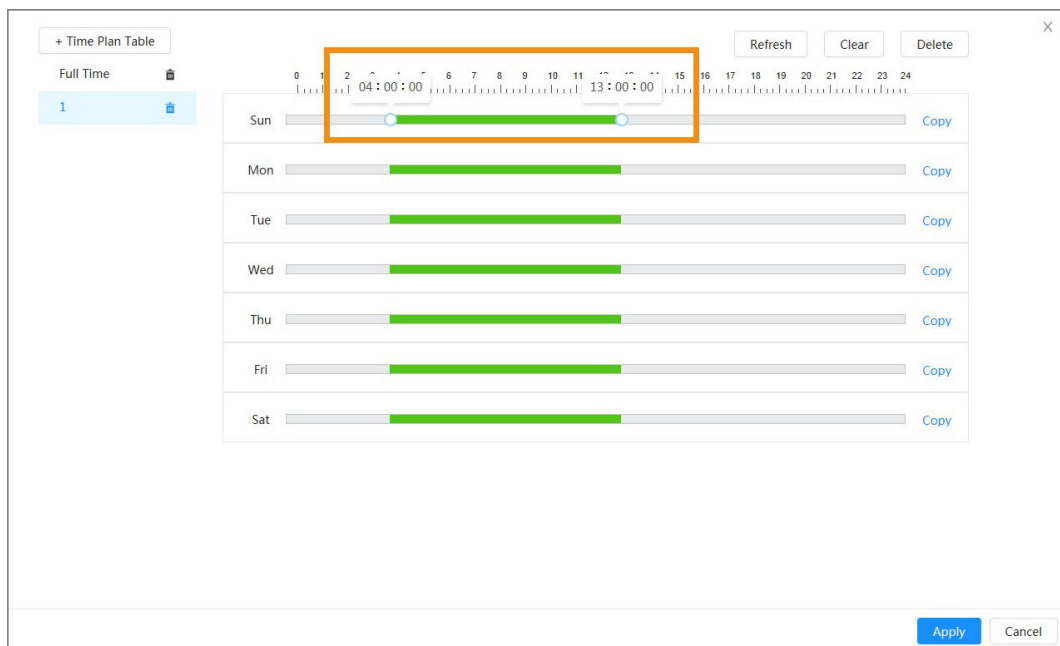 + Time Plan Table
Refresh Clear Delete
Full Time
1
0 1 2 6 7 8 9 10 11 15 16 17 18 19 20 21 22 23 24
04:00:00 13:00:00
Sun Copy
Mon Copy
Tue Copy
Wed Copy
Thu Copy
Fri Copy
Sat Copy
Apply Cancel